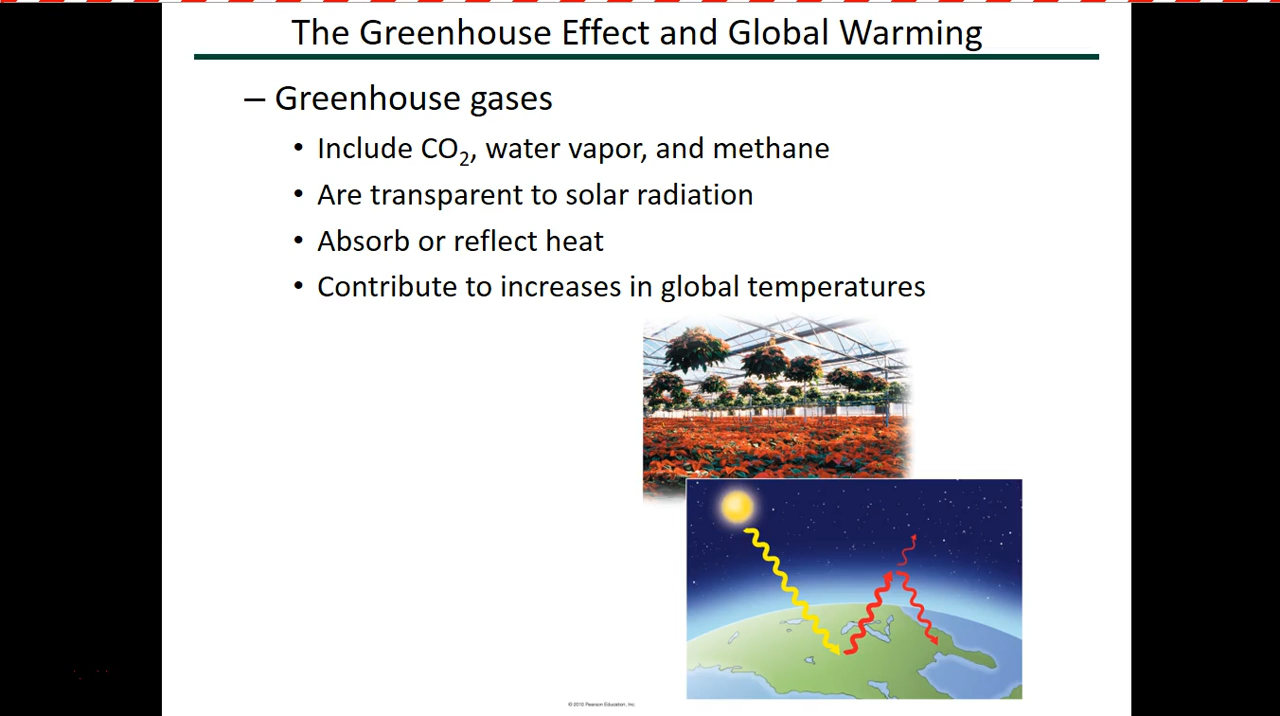 The Greenhouse Effect and Global Warming
– Greenhouse gases
• Include CO₂, water vapor, and methane
• Are transparent to solar radiation
• Absorb or reflect heat
• Contribute to increases in global temperatures
© 2010 Pearson Education, Inc.